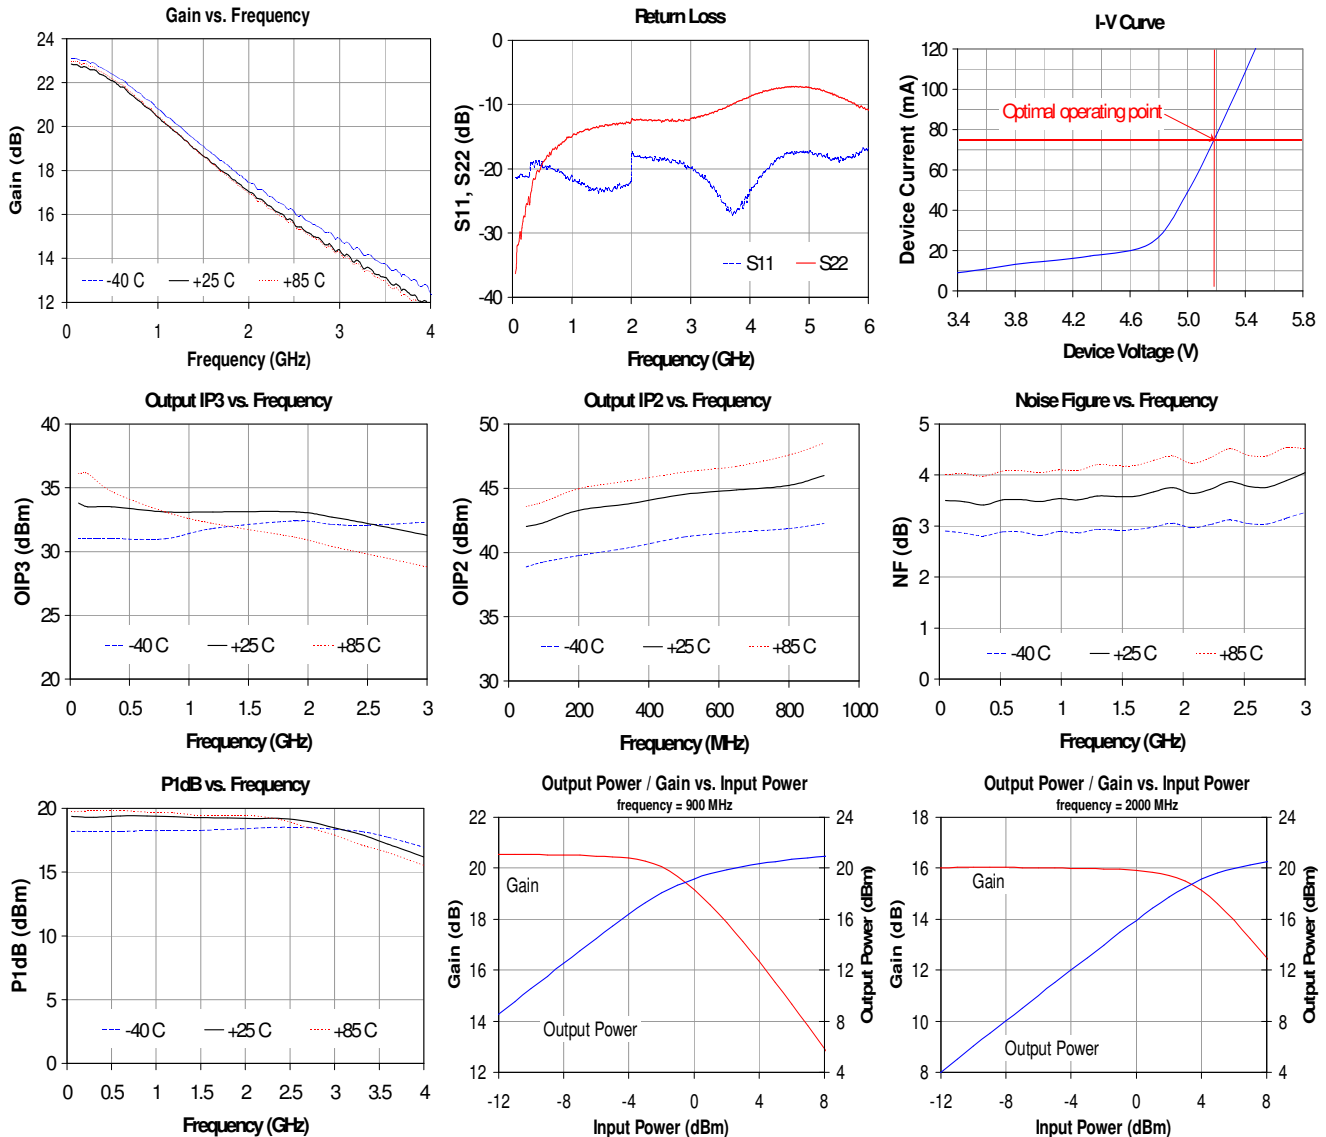 Gain vs. Frequency
24
22
20
18
16
14
12
Gain (dB)
-40 C
+25 C
+85 C
0
1
2
3
4
Frequency (GHz)
Return Loss
0
-10
-20
-30
-40
S11, S22 (dB)
S11
S22
0
1
2
3
4
5
6
Frequency (GHz)
I-V Curve
120
100
80
60
40
20
0
Device Current (mA)
Optimal operating point
3.4
3.8
4.2
4.6
5.0
5.4
5.8
Device Voltage (V)
Output IP3 vs. Frequency
40
35
30
25
20
OIP3 (dBm)
-40 C
+25 C
+85 C
0
0.5
1
1.5
2
2.5
3
Frequency (GHz)
Output IP2 vs. Frequency
50
45
40
35
30
OIP2 (dBm)
-40 C
+25 C
+85 C
0
200
400
600
800
1000
Frequency (MHz)
Noise Figure vs. Frequency
5
4
3
2
1
0
NF (dB)
-40 C
+25 C
+85 C
0
0.5
1
1.5
2
2.5
3
Frequency (GHz)
P1dB vs. Frequency
20
15
10
5
0
P1dB (dBm)
-40 C
+25 C
+85 C
0
0.5
1
1.5
2
2.5
3
3.5
4
Frequency (GHz)
Output Power / Gain vs. Input Power
frequency = 900 MHz
22
20
18
16
14
12
Gain (dB)
Gain
Output Power
24
20
16
12
8
4
Output Power (dBm)
-12
-8
-4
0
4
8
Input Power (dBm)
Output Power / Gain vs. Input Power
frequency = 2000 MHz
18
16
14
12
10
8
Gain (dB)
Gain
Output Power
24
20
16
12
8
4
Output Power (dBm)
-12
-8
-4
0
4
8
Input Power (dBm)